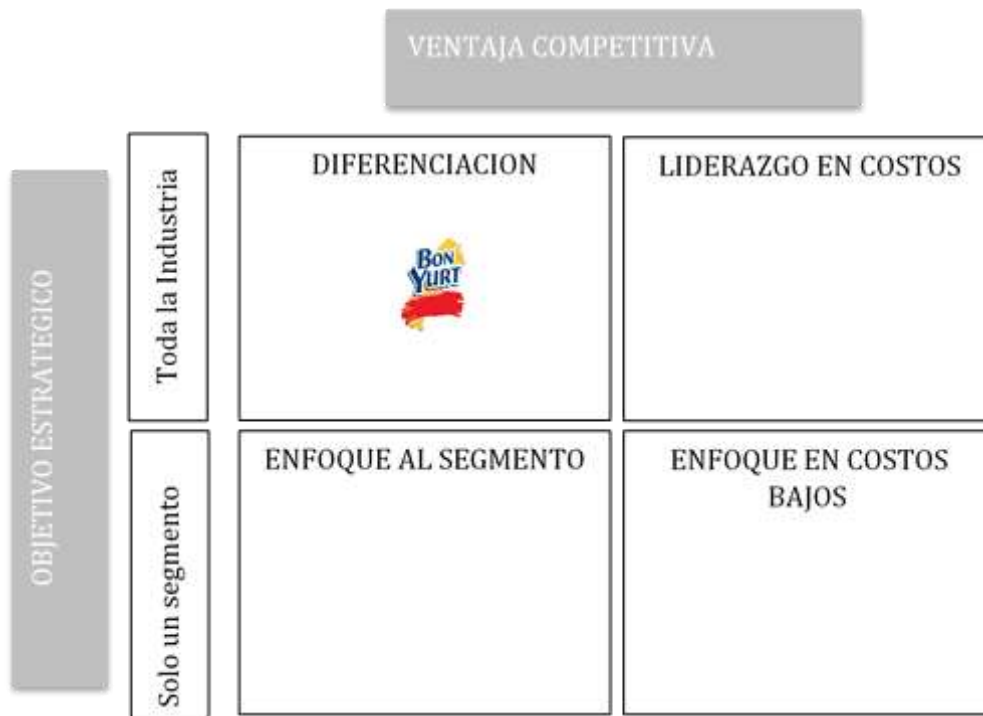 VENTAJA COMPETITIVA
OBJETIVO ESTRATEGICO
Toda la Industria
DIFERENCIACION
BON
YURT
LIDERAZGO EN COSTOS
Solo un segmento
ENFOQUE AL SEGMENTO
ENFOQUE EN COSTOS
BAJOS